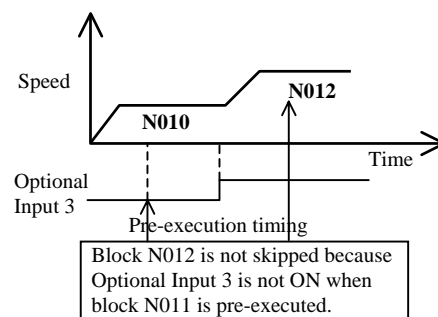 Speed
N010
N012
Time
Optional
Input 3
Pre-execution timing
Block N012 is not skipped because
Optional Input 3 is not ON when
block N011 is pre-executed.